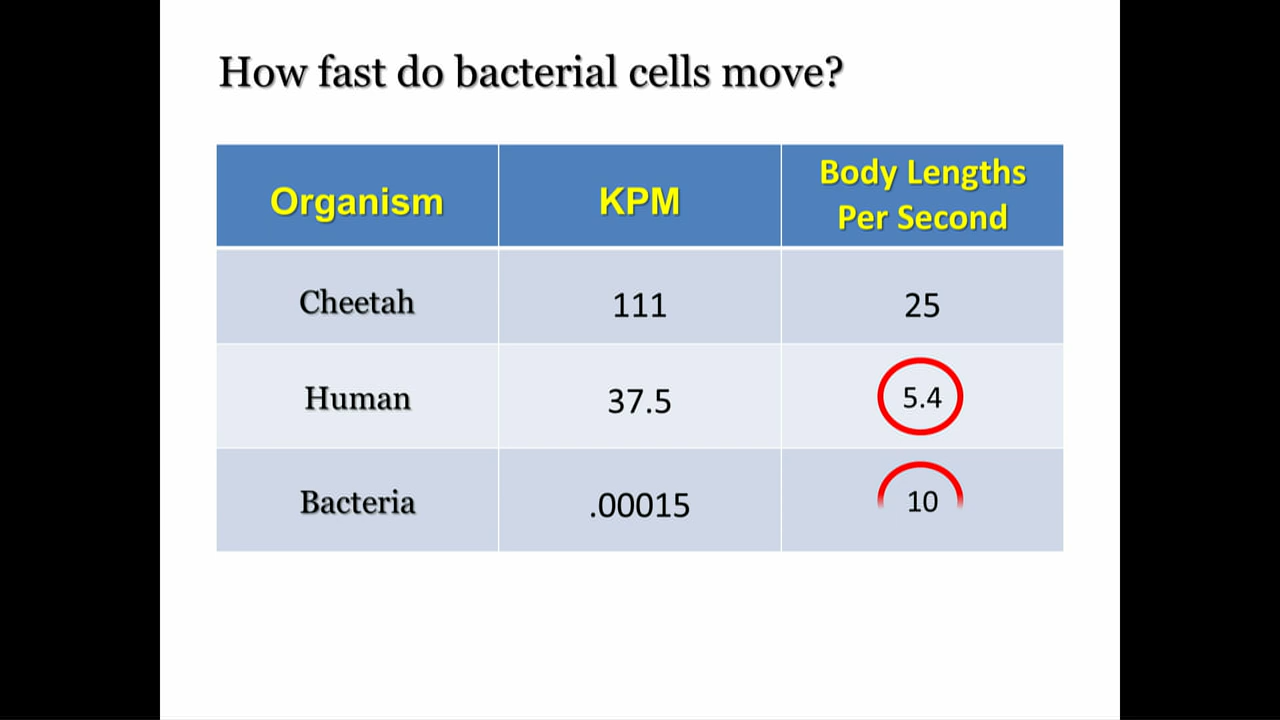 How fast do bacterial cells move?
Organism KPM Body Lengths
Per Second
Cheetah 111 25
Human 37.5 5.4
Bacteria .00015 10